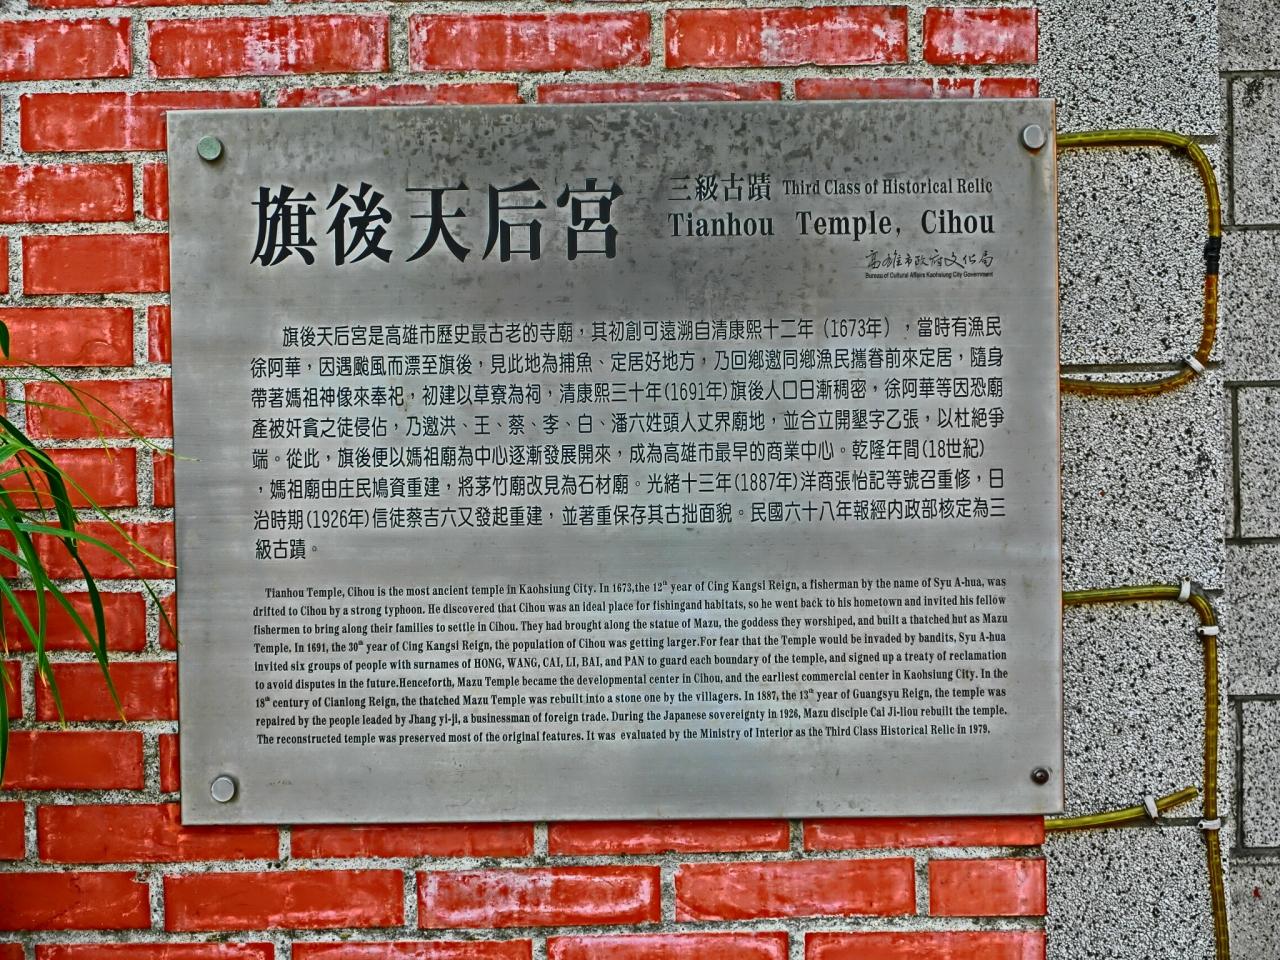 旗後天后宮
三級古蹟 Third Class of Historical Relic
Tianhou Temple, Cihou
高雄市政府文化局
Bureau of Cultural Affairs Kaohsiung City Government
旗後天后宮是高雄市歷史最古老的寺廟，其初創可遠溯自清康熙十二年（1673年），當時有漁民
徐阿華，因遇颱風而漂至旗後，見此地為捕魚、定居好地方，乃回鄉邀同鄉漁民攜眷前來定居，隨身
帶著媽祖神像來奉祀，初建以草寮為祠，清康熙三十年(1691年)旗後人口日漸稠密，徐阿華等因恐廟
產被奸貪之徒侵佔，乃邀洪、王、蔡、李、白、潘六姓頭人丈界廟地，並合立開墾字乙張，以杜絕爭
端。從此，旗後便以媽祖廟為中心逐漸發展開來，成為高雄市最早的商業中心。乾隆年間(18世紀)
，媽祖廟由庄民鳩資重建，將茅竹廟改見為石材廟。光緒十三年(1887年)洋商張怡記等號召重修，日
治時期(1926年)信徒蔡吉六又發起重建，並著重保存其古拙面貌。民國六十八年報經內政部核定為三
級古蹟。
Tianhou Temple, Cihou is the most ancient temple in Kaohsiung City. In 1673,the 12th year of Cing Kangsi Reign, a fisherman by the name of Syu A-hua, was
drifted to Cihou by a strong typhoon. He discovered that Cihou was an ideal place for fishingand habitats, so he went back to his hometown and invited his fellow
fishermen to bring along their families to settle in Cihou. They had brought along the statue of Mazu, the goddess they worshiped, and built a thatched hut as Mazu
Temple, In 1691, the 30th year of Cing Kangsi Reign, the population of Cihou was getting larger.For fear that the Temple would be invaded by bandits, Syu A-hua
invited six groups of people with surnames of HONG, WANG, CAI, LI, BAI, and PAN to guard each boundary of the temple, and signed up a treaty of reclamation
to avoid disputes in the future.Henceforth, Mazu Temple became the developmental center in Cihou, and the earliest commercial center in Kaohsiung City. In the
18th century of Cianlong Reign, the thatched Mazu Temple was rebuilt into a stone one by the villagers. In 1887, the 13th year of Guangsyu Reign, the temple was
repaired by the people leaded by Jhang yi-ji, a businessman of foreign trade. During the Japanese sovereignty in 1926, Mazu disciple Cai Ji-liou rebuilt the temple.
The reconstructed temple was preserved most of the original features. It was evaluated by the Ministry of Interior as the Third Class Historical Relic in 1979.